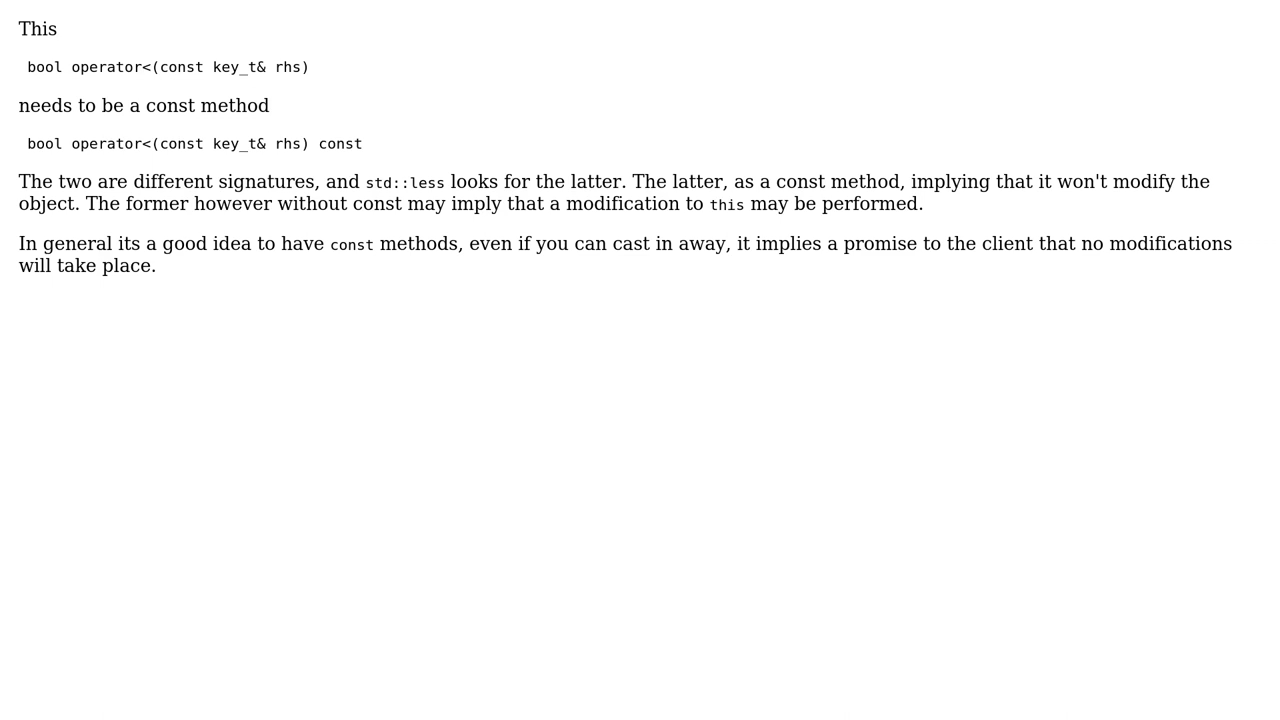 This
bool operator<(const key_t& rhs)
needs to be a const method
bool operator<(const key_t& rhs) const
The two are different signatures, and std::less looks for the latter. The latter, as a const method, implying that it won't modify the
object. The former however without const may imply that a modification to this may be performed.
In general its a good idea to have const methods, even if you can cast in away, it implies a promise to the client that no modifications
will take place.